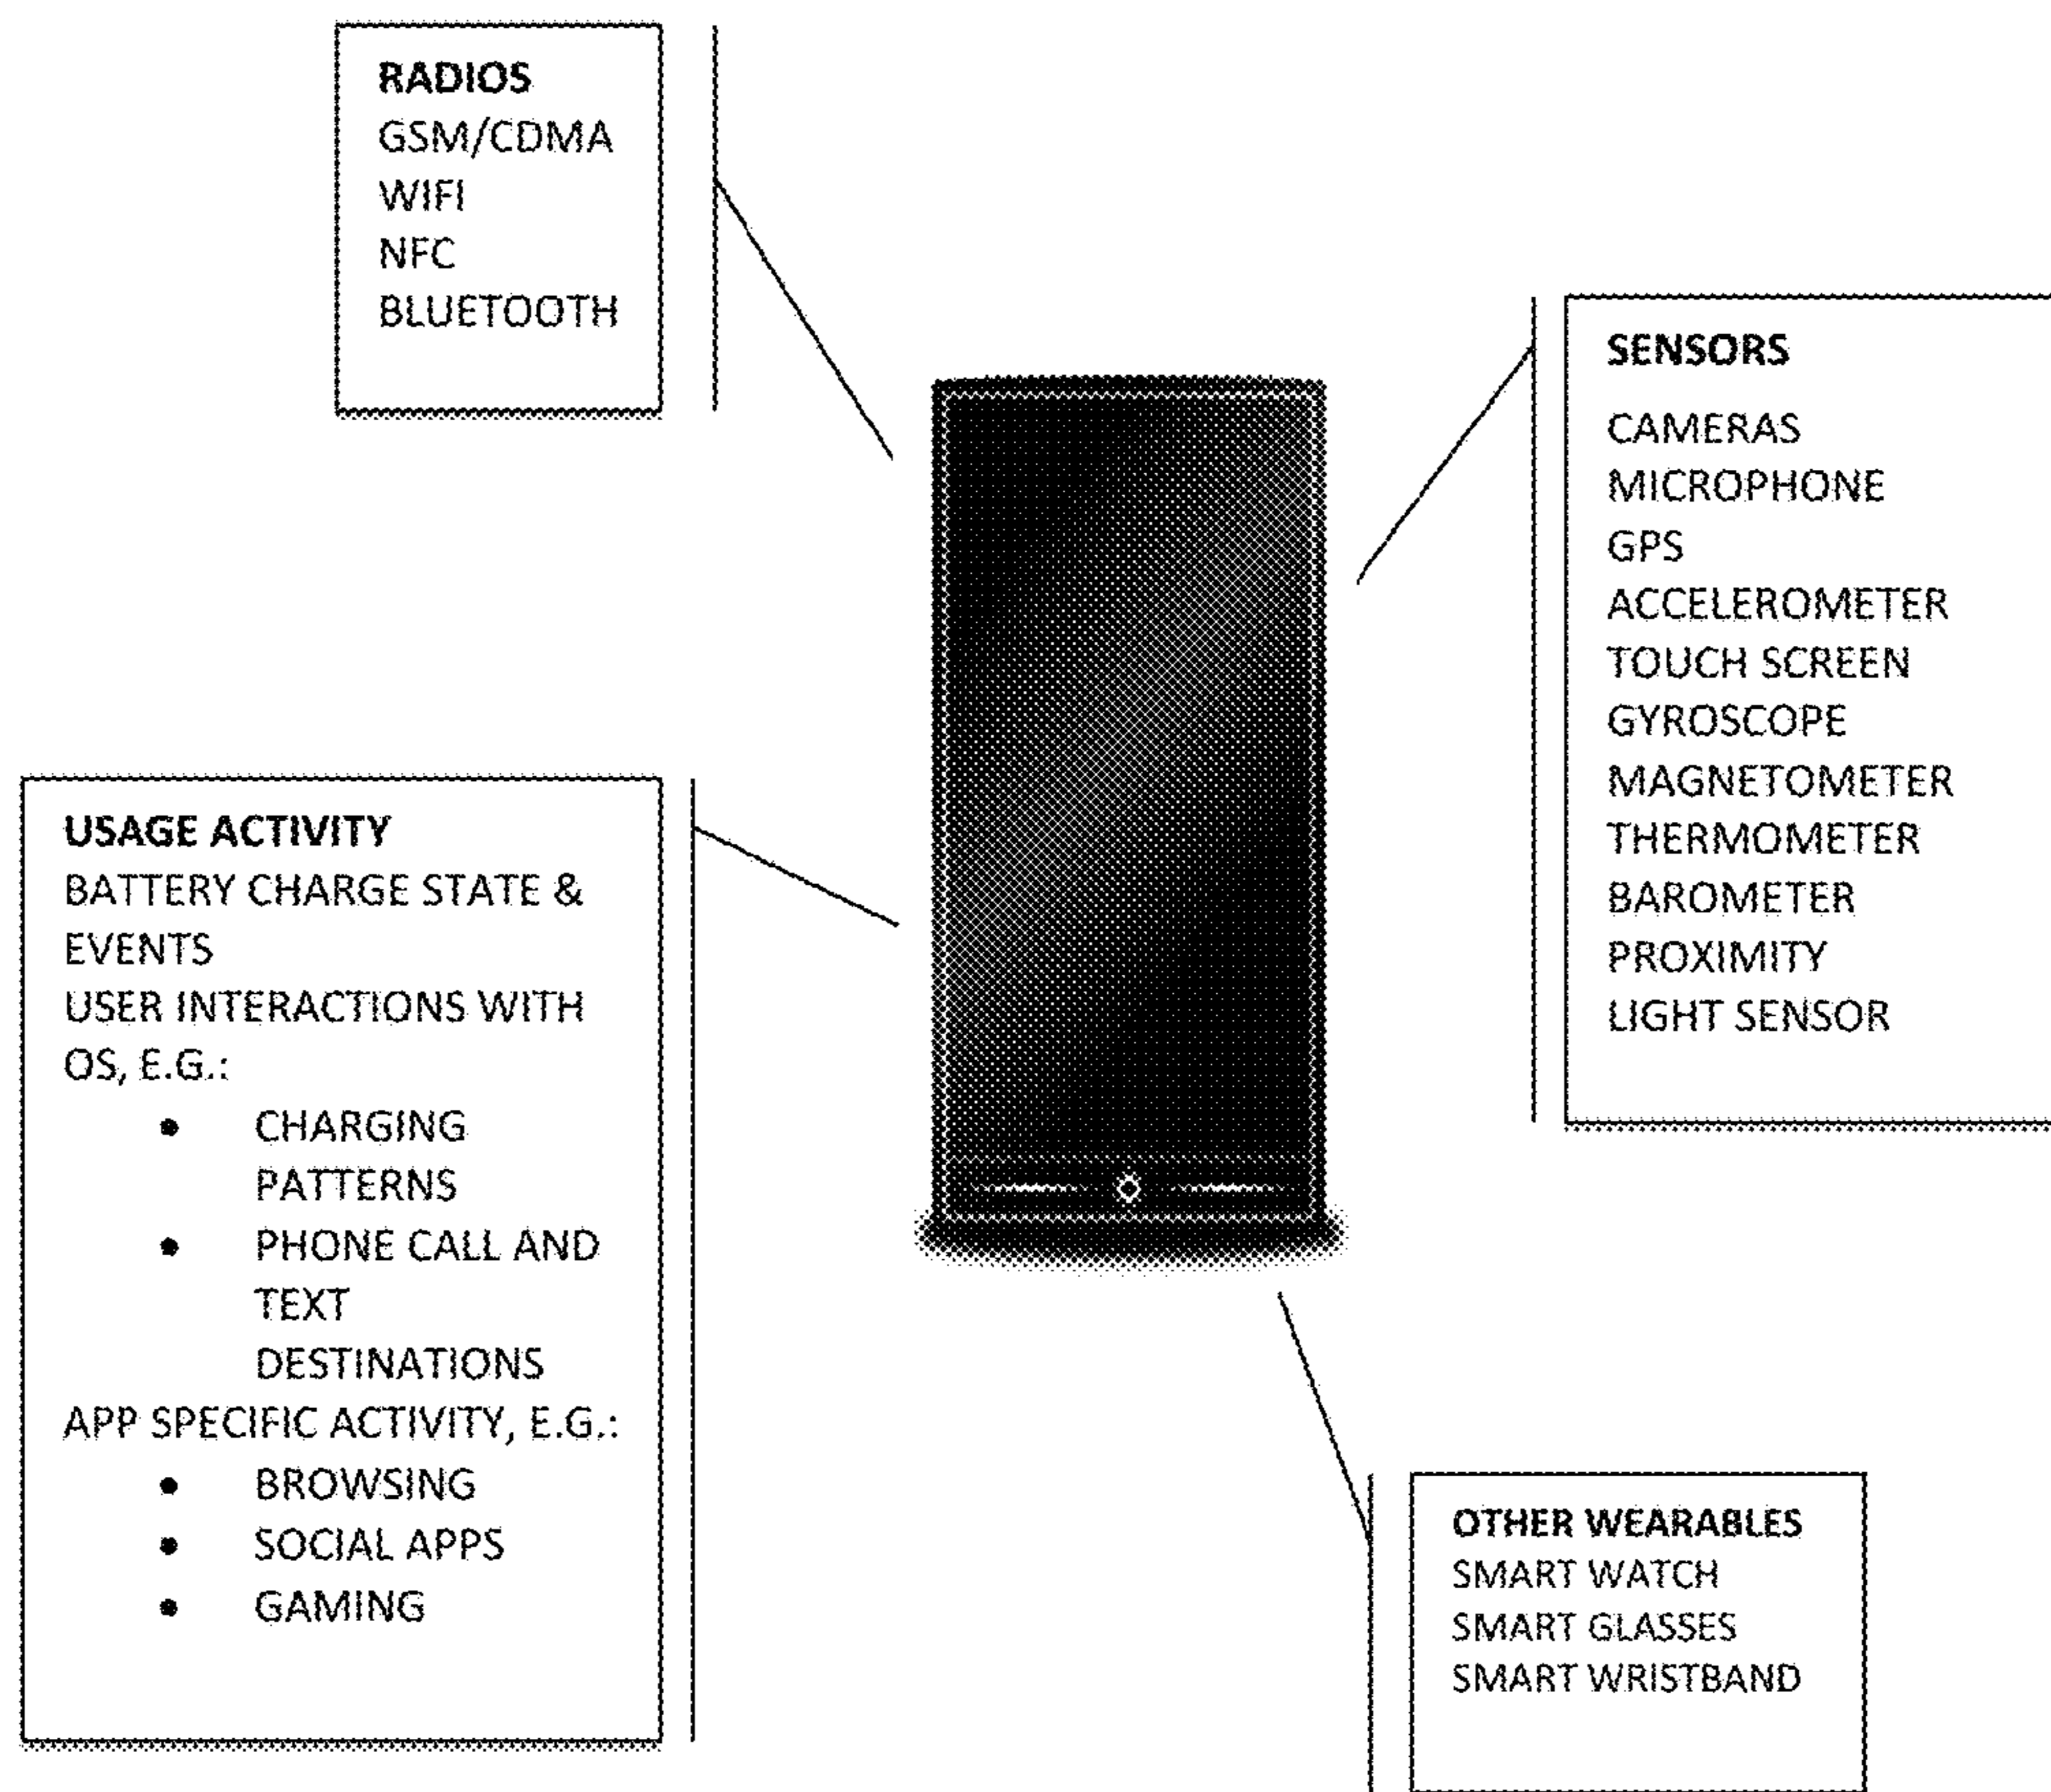 RADIOS
GSM/CDMA
WIFI
NFC
BLUETOOTH
SENSORS
CAMERAS
MICROPHONE
GPS
ACCELEROMETER
TOUCH SCREEN
GYROSCOPE
MAGNETOMETER
THERMOMETER
BAROMETER
PROXIMITY
LIGHT SENSOR
USAGE ACTIVITY
BATTERY CHARGE STATE &
EVENTS
USER INTERACTIONS WITH
OS, E.G.:
• CHARGING
PATTERNS
• PHONE CALL AND
TEXT
DESTINATIONS
APP SPECIFIC ACTIVITY, E.G.:
• BROWSING
• SOCIAL APPS
• GAMING
OTHER WEARABLES
SMART WATCH
SMART GLASSES
SMART WRISTBAND